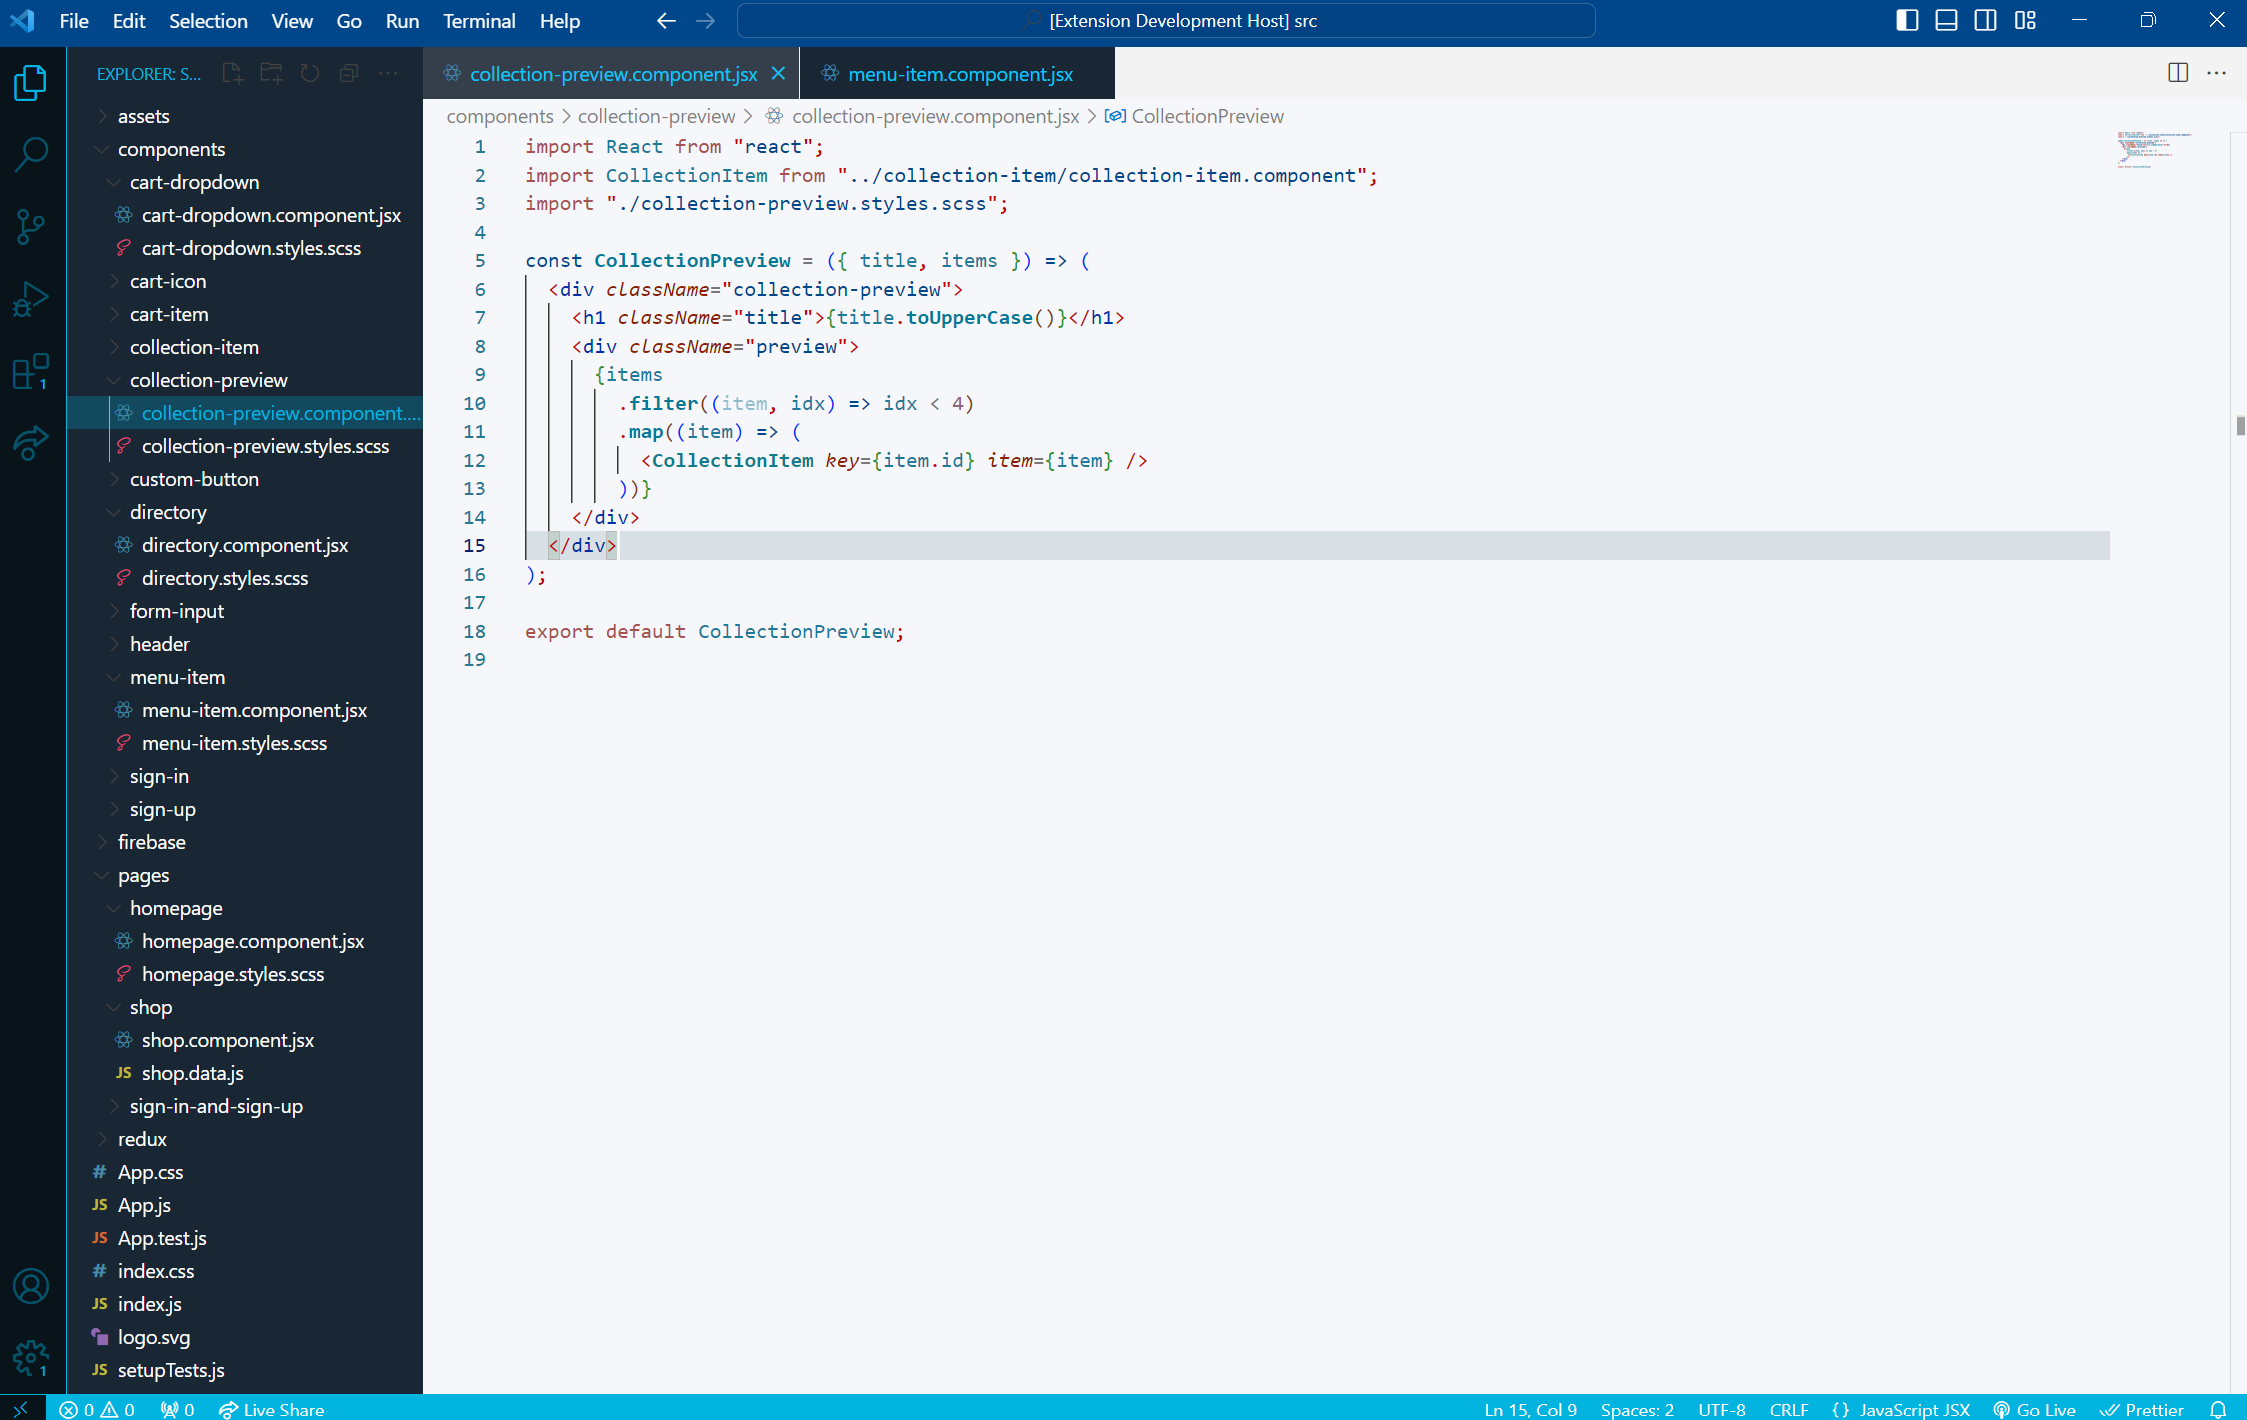 File Edit Selection View Go Run Terminal Help
[Extension Development Host] src
EXPLORER: S...
assets
components
cart-dropdown
cart-dropdown.component.jsx
cart-dropdown.styles.scss
cart-icon
cart-item
collection-item
collection-preview
collection-preview.component....
collection-preview.styles.scss
custom-button
directory
directory.component.jsx
directory.styles.scss
form-input
header
menu-item
menu-item.component.jsx
menu-item.styles.scss
sign-in
sign-up
firebase
pages
homepage
homepage.component.jsx
homepage.styles.scss
shop
shop.component.jsx
JS shop.data.js
sign-in-and-sign-up
redux
# App.css
JS App.js
JS App.test.js
# index.css
JS index.js
logo.svg
JS setupTests.js
1
1
collection-preview.component.jsx menu-item.component.jsx
components > collection-preview > collection-preview.component.jsx > CollectionPreview
1 import React from "react";
2 import CollectionItem from "../collection-item/collection-item.component";
3 import "./collection-preview.styles.scss";
4
5 const CollectionPreview = ({ title, items }) => (
6 <div className="collection-preview">
7 <h1 className="title">{title.toUpperCase()}</h1>
8 <div className="preview">
9 {items
10 .filter((item, idx) => idx < 4)
11 .map((item) => (
12 <CollectionItem key={item.id} item={item} />
13 ))}
14 </div>
15 </div>
16 );
17
18 export default CollectionPreview;
19
0 0 0 Live Share
Ln 15, Col 9 Spaces: 2 UTF-8 CRLF {} JavaScript JSX Go Live Prettier